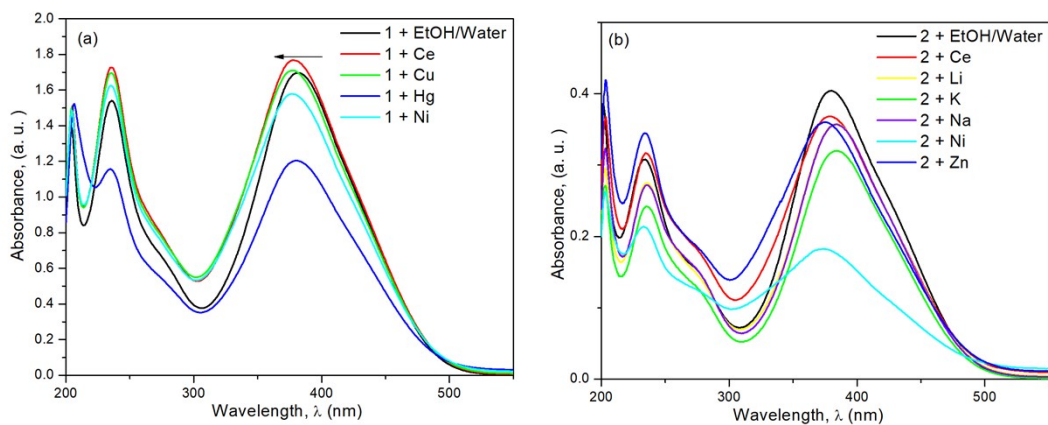 (a)
1 + EtOH/Water
1 + Ce
1 + Cu
1 + Hg
1 + Ni
2.0
1.8
1.6
1.4
1.2
1.0
0.8
0.6
0.4
0.2
0.0
Absorbance, (a. u. )
200
300
400
500
Wavelength, λ (nm)
(b)
2 + EtOH/Water
2 + Ce
2 + Li
2 + K
2 + Na
2 + Ni
2 + Zn
0.4
0.2
0.0
Absorbance, (a. u. )
200
300
400
500
Wavelength, λ (nm)